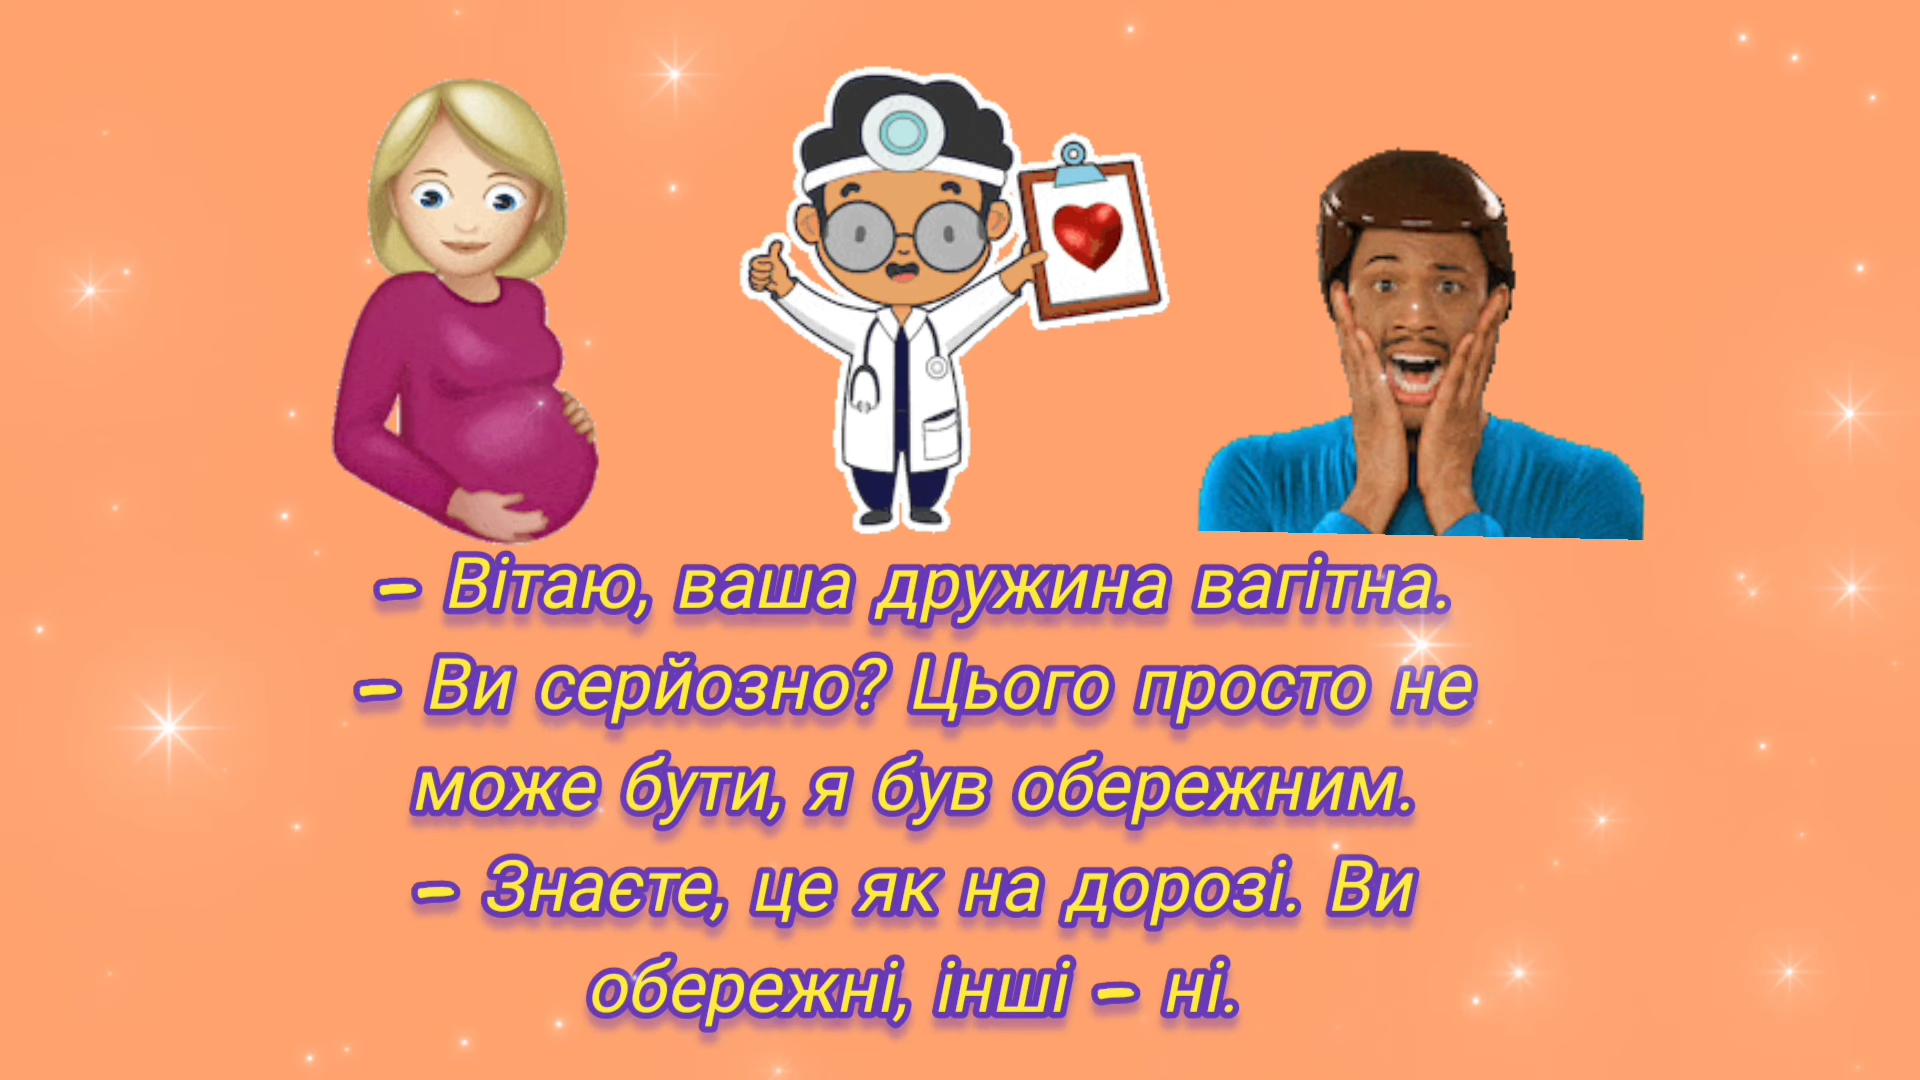 – Вітаю, ваша дружина вагітна.
– Ви серйозно? Цього просто не
може бути, я був обережним.
– Знаєте, це як на дорозі. Ви
обережні, інші – ні.